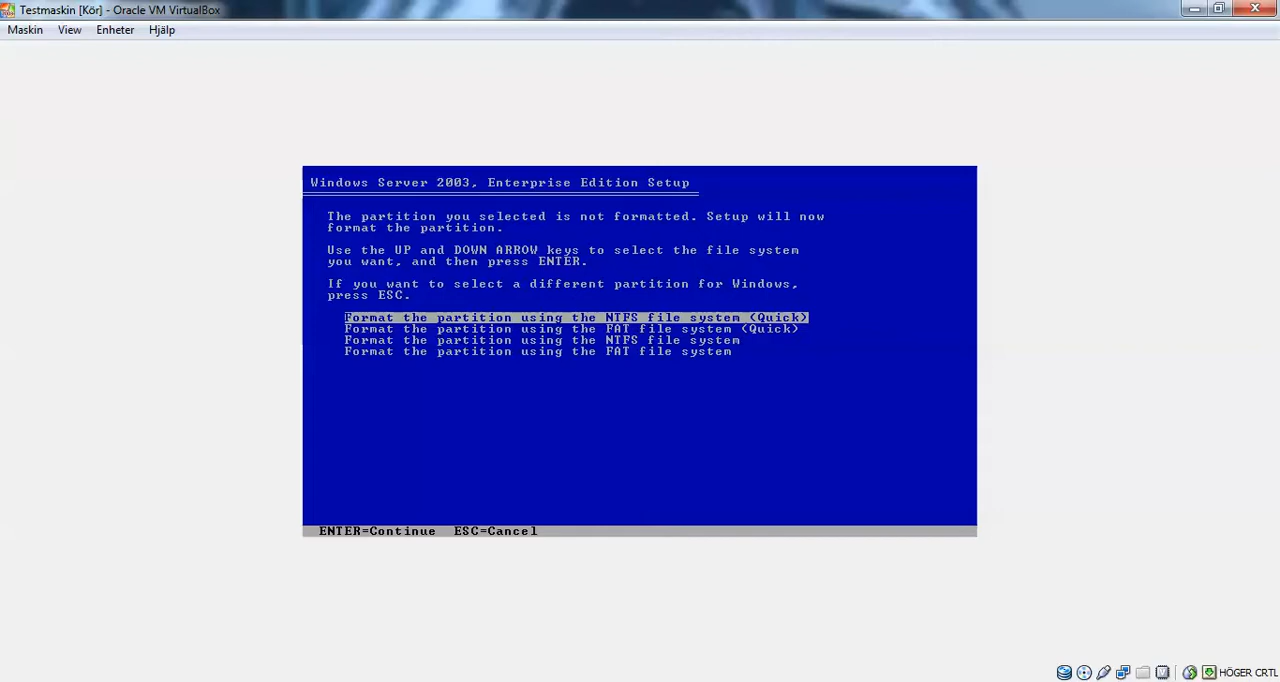 Testmaskin [Kör] - Oracle VM VirtualBox
Maskin View Enheter Hjälp
Windows Server 2003, Enterprise Edition Setup
The partition you selected is not formatted. Setup will now
format the partition.
Use the UP and DOWN ARROW keys to select the file system
you want, and then press ENTER.
If you want to select a different partition for Windows,
press ESC.
Format the partition using the NTFS file system (Quick)
Format the partition using the FAT file system (Quick)
Format the partition using the NTFS file system
Format the partition using the FAT file system
ENTER=Continue ESC=Cancel
HÖGER CRTL